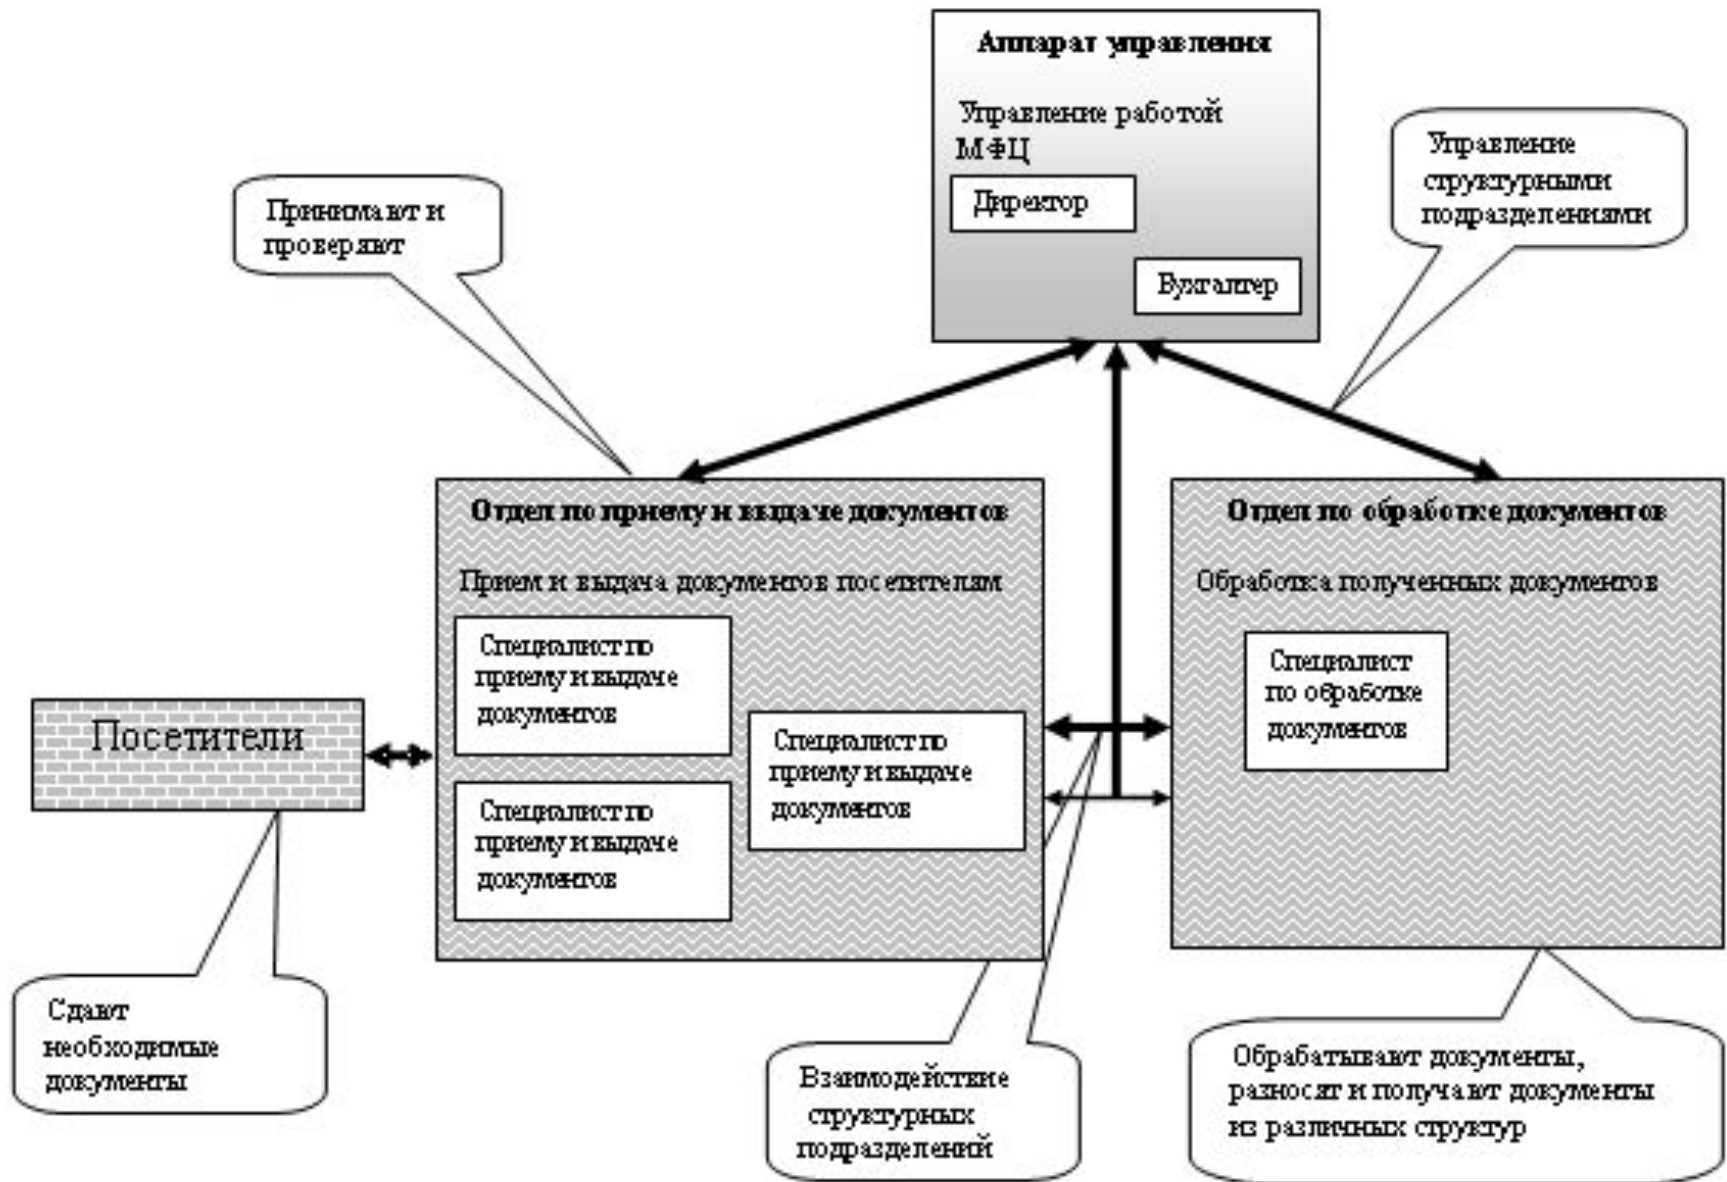 Аппарат управления
Управление работой
МФЦ
Директор
Бухгалтер
Управление
структурными
подразделениями
Принимают и
проверяют
Отдел по приему и выдаче документов
Прием и выдача документов посетителям
Специалист по
приему и выдаче
документов
Специалист по
приему и выдаче
документов
Специалист по
приему и выдаче
документов
Отдел по обработке документов
Обработка полученных документов
Специалист
по обработке
документов
Посетители
Сдают
необходимые
документы
Взаимодействие
структурных
подразделений
Обрабатывают документы,
разносят и получают документы
из различных структур